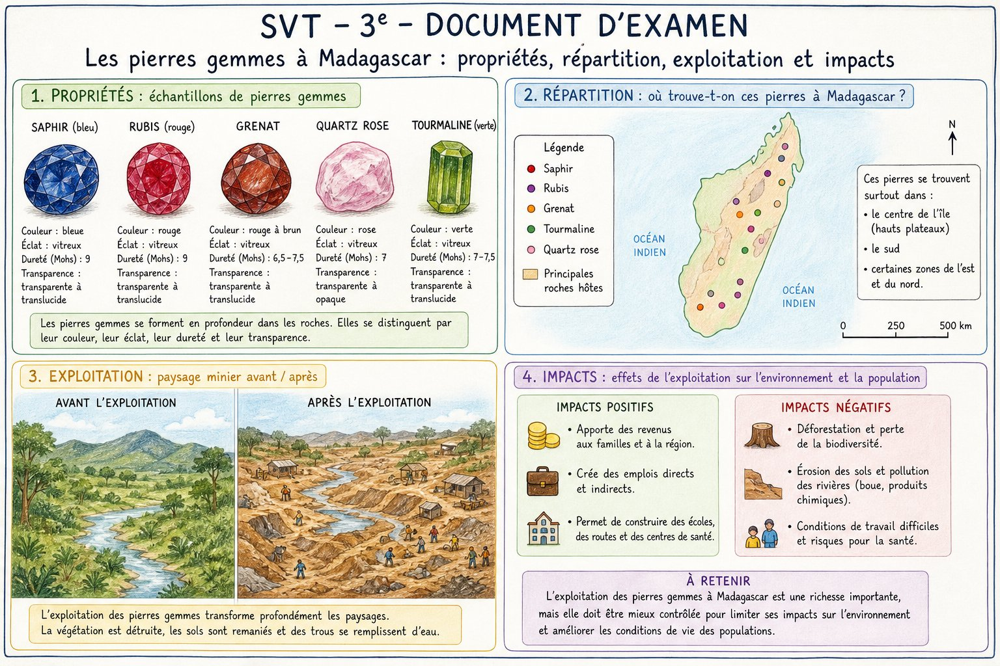 SVT – 3e – DOCUMENT D'EXAMEN
Les pierres gemmes à Madagascar : propriétés, répartition, exploitation et impacts
1. PROPRIÉTÉS : échantillons de pierres gemmes
SAPHIR (bleu)
Couleur : bleue
Éclat : vitreux
Dureté (Mohs) : 9
Transparence :
transparente à
translucide
RUBIS (rouge)
Couleur : rouge
Éclat : vitreux
Dureté (Mohs) : 9
Transparence :
transparente à
translucide
GRENAT
Couleur : rouge à brun
Éclat : vitreux
Dureté (Mohs) : 6,5–7,5
Transparence :
transparente à
translucide
QUARTZ ROSE
Couleur : rose
Éclat : vitreux
Dureté (Mohs) : 7
Transparence :
transparente à
opaque
TOURMALINE (verte)
Couleur : verte
Éclat : vitreux
Dureté (Mohs) : 7–7,5
Transparence :
transparente à
translucide
Les pierres gemmes se forment en profondeur dans les roches. Elles se distinguent par
leur couleur, leur éclat, leur dureté et leur transparence.
2. RÉPARTITION : où trouve-t-on ces pierres à Madagascar ?
Légende
Saphir
Rubis
Grenat
Tourmaline
Quartz rose
Principales
roches hôtes
OCÉAN
INDIEN
OCÉAN
INDIEN
N
Ces pierres se trouvent
surtout dans :
• le centre de l'île
(hauts plateaux)
• le sud
• certaines zones de l'est
et du nord.
0 250 500 km
3. EXPLOITATION : paysage minier avant / après
AVANT L'EXPLOITATION
APRÈS L'EXPLOITATION
L'exploitation des pierres gemmes transforme profondément les paysages.
La végétation est détruite, les sols sont remaniés et des trous se remplissent d'eau.
4. IMPACTS : effets de l'exploitation sur l'environnement et la population
IMPACTS POSITIFS
• Apporte des revenus
aux familles et à la région.
• Crée des emplois directs
et indirects.
• Permet de construire des écoles,
des routes et des centres de santé.
IMPACTS NÉGATIFS
• Déforestation et perte
de la biodiversité.
• Érosion des sols et pollution
des rivières (boue, produits
chimiques).
• Conditions de travail difficiles
et risques pour la santé.
À RETENIR
L'exploitation des pierres gemmes à Madagascar est une richesse importante,
mais elle doit être mieux contrôlée pour limiter ses impacts sur l'environnement
et améliorer les conditions de vie des populations.